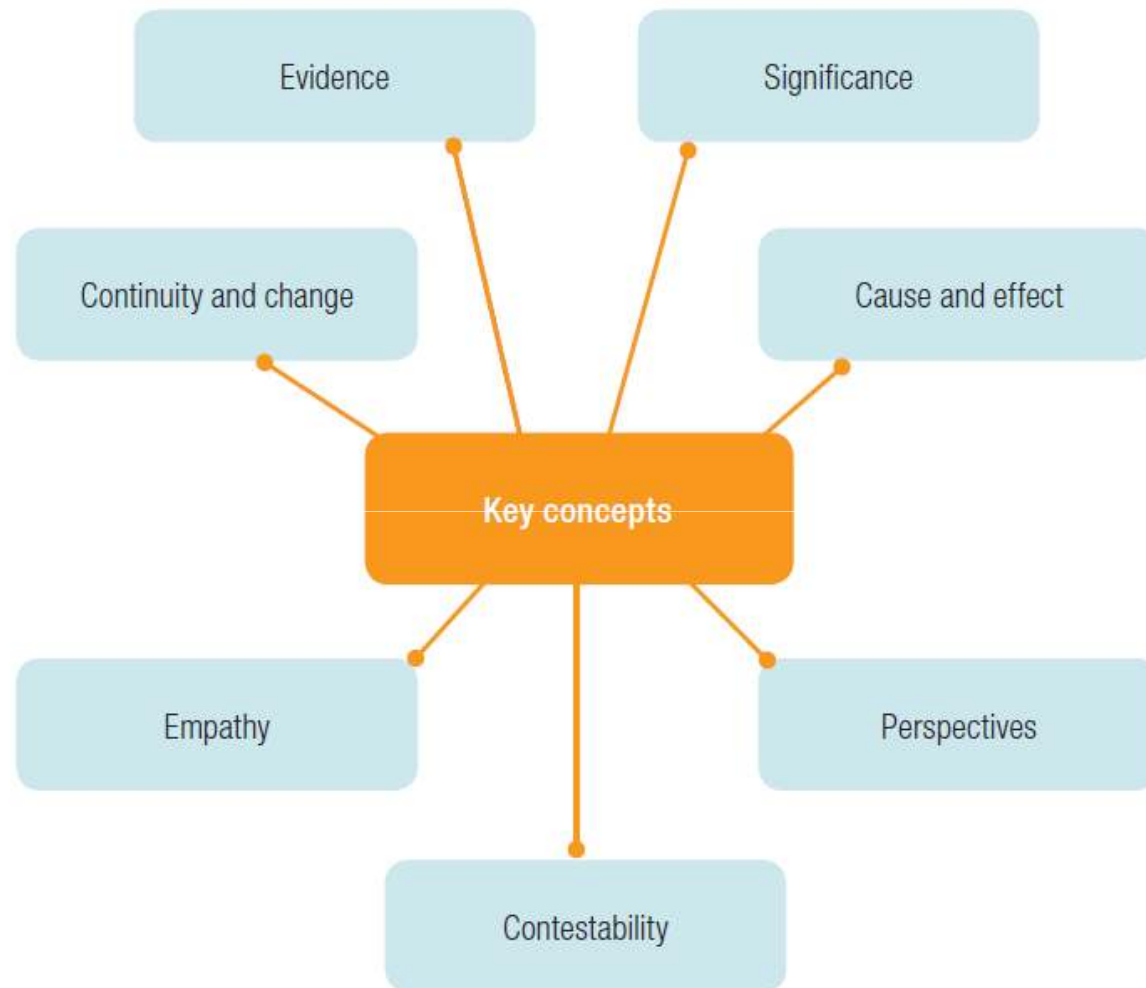 Evidence
Significance
Continuity and change
Cause and effect
Key concepts
Empathy
Perspectives
Contestability